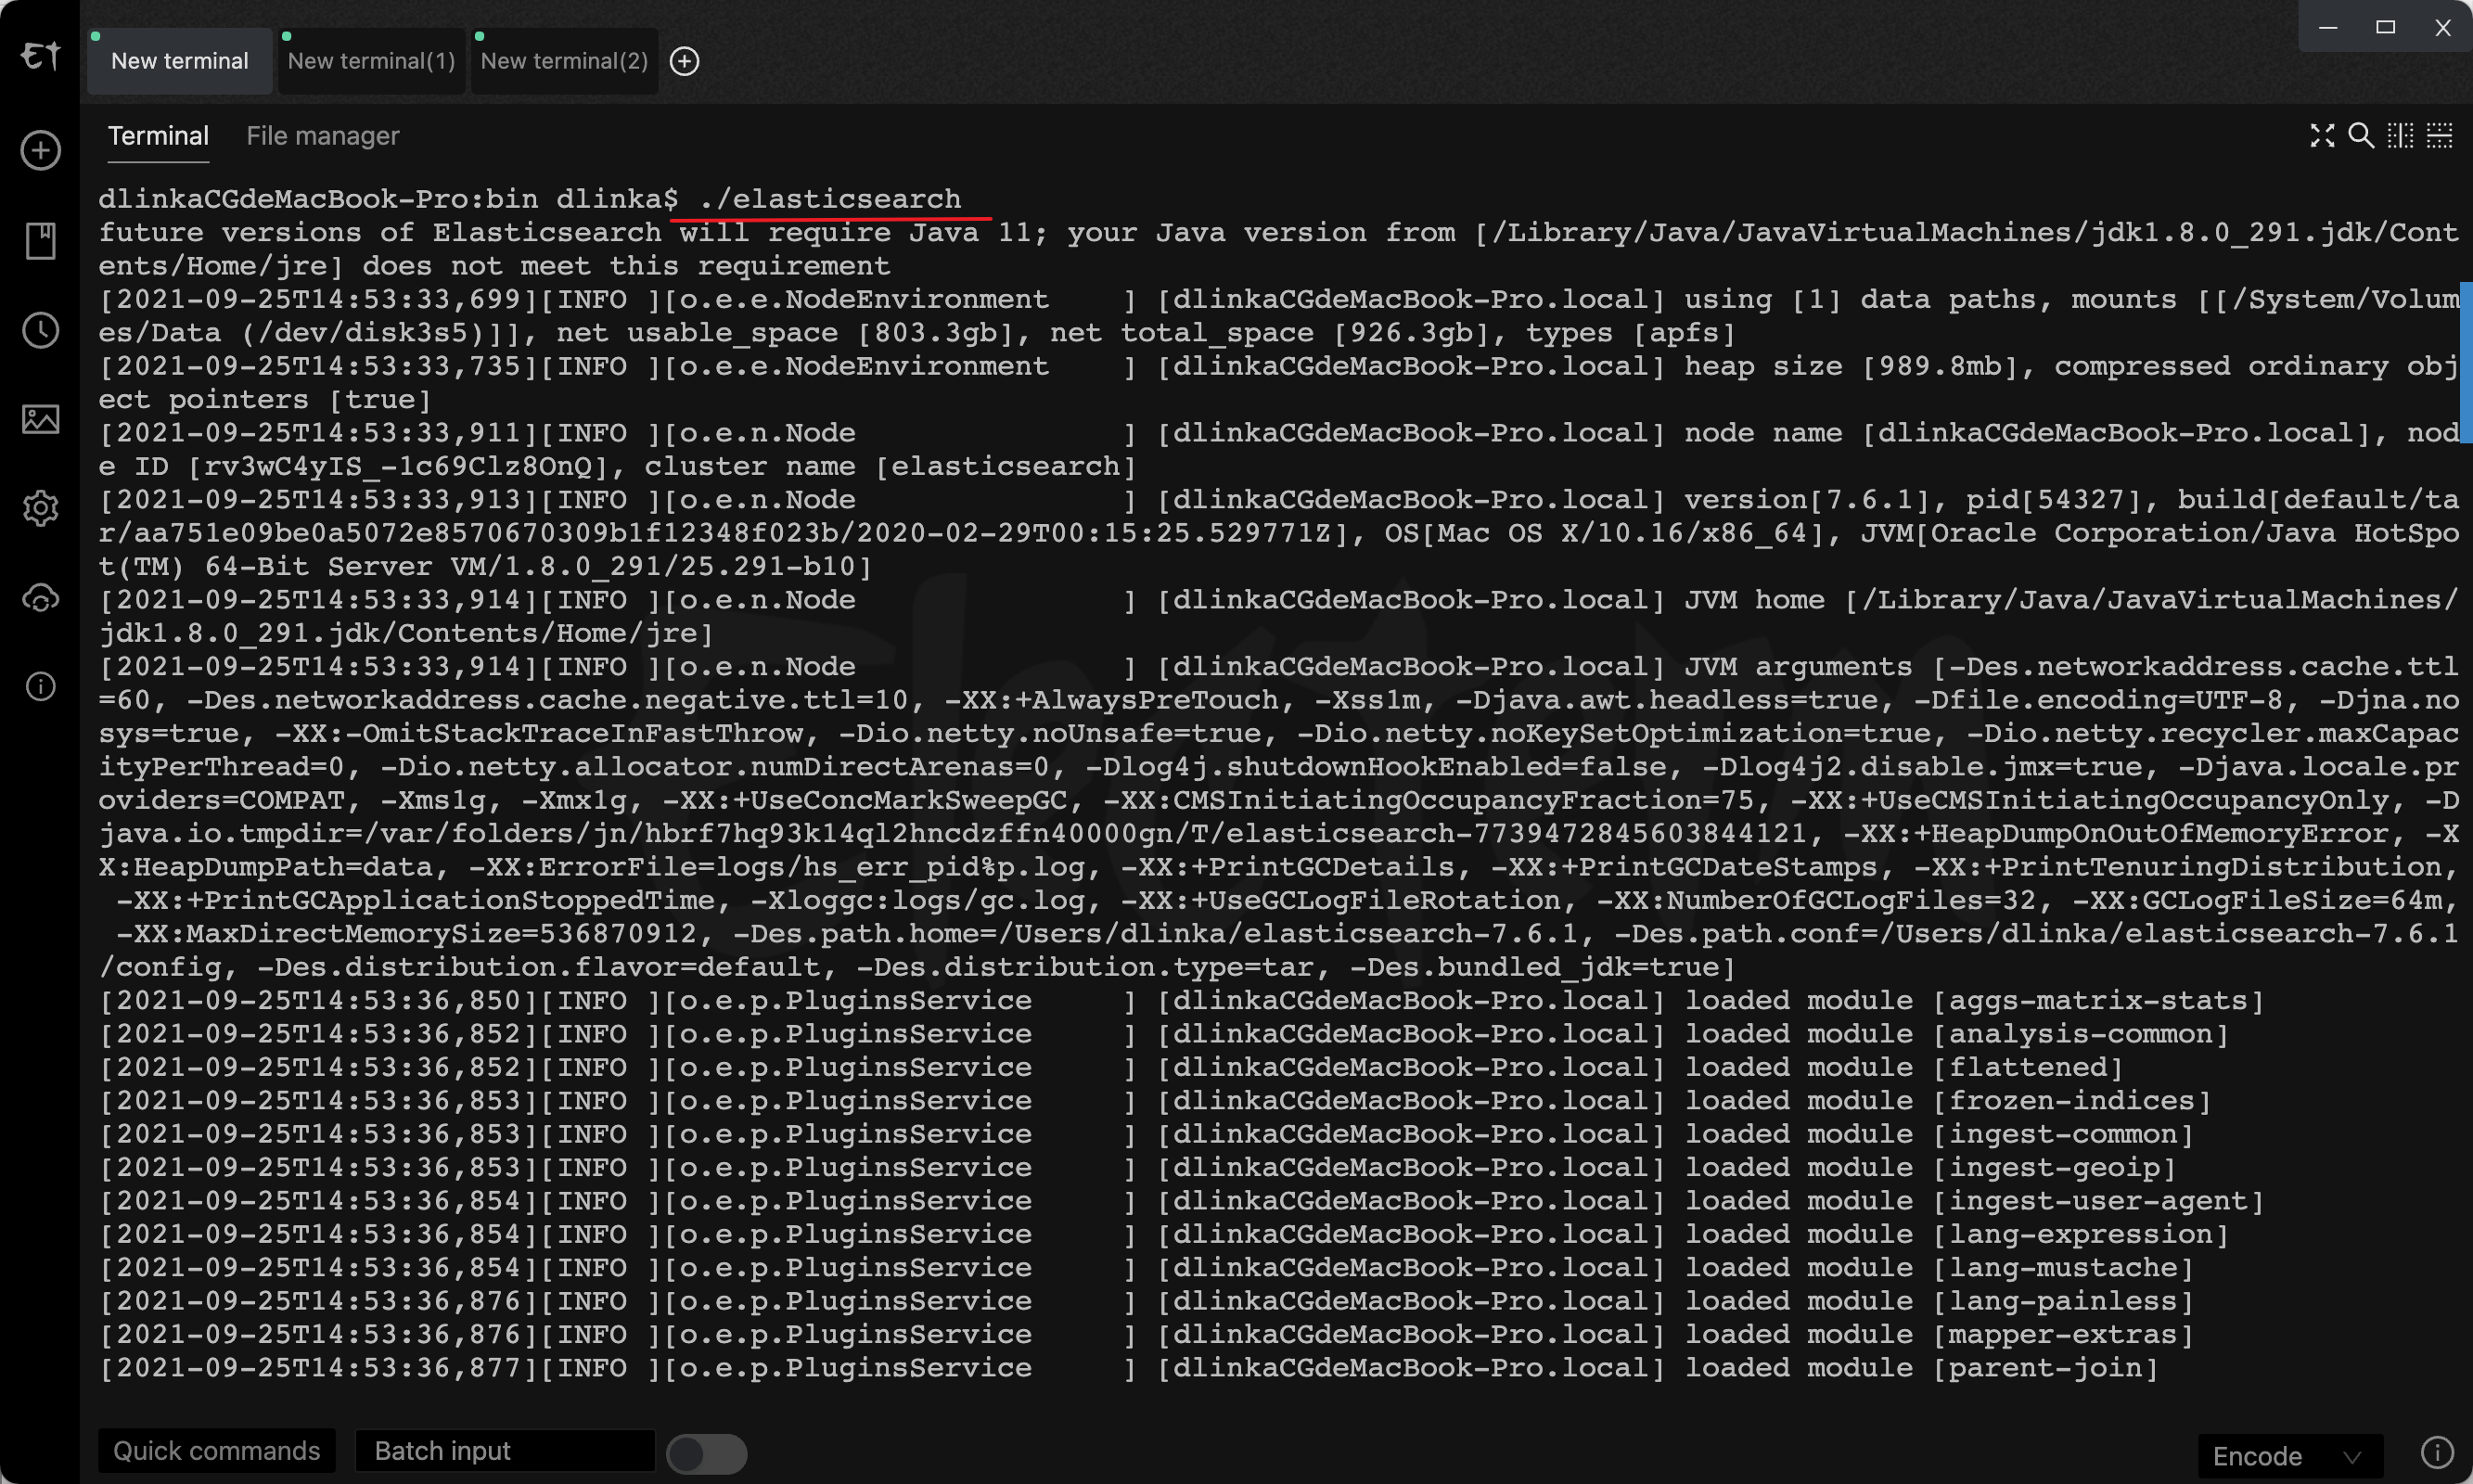 New terminal
New terminal(1)
New terminal(2)
Terminal
File manager
dlinkaCGdeMacBook-Pro:bin dlinka$ ./elasticsearch
future versions of Elasticsearch will require Java 11; your Java version from [/Library/Java/JavaVirtualMachines/jdk1.8.0_291.jdk/Cont
ents/Home/jre] does not meet this requirement
[2021-09-25T14:53:33,699][INFO ][o.e.e.NodeEnvironment    ] [dlinkaCGdeMacBook-Pro.local] using [1] data paths, mounts [[/System/Volum
es/Data (/dev/disk3s5)]], net usable_space [803.3gb], net total_space [926.3gb], types [apfs]
[2021-09-25T14:53:33,735][INFO ][o.e.e.NodeEnvironment    ] [dlinkaCGdeMacBook-Pro.local] heap size [989.8mb], compressed ordinary obj
ect pointers [true]
[2021-09-25T14:53:33,911][INFO ][o.e.n.Node               ] [dlinkaCGdeMacBook-Pro.local] node name [dlinkaCGdeMacBook-Pro.local], nod
e ID [rv3wC4yIS_-1c69Clz8OnQ], cluster name [elasticsearch]
[2021-09-25T14:53:33,913][INFO ][o.e.n.Node               ] [dlinkaCGdeMacBook-Pro.local] version[7.6.1], pid[54327], build[default/ta
r/aa751e09be0a5072e8570670309b1f12348f023b/2020-02-29T00:15:25.529771Z], OS[Mac OS X/10.16/x86_64], JVM[Oracle Corporation/Java HotSpo
t(TM) 64-Bit Server VM/1.8.0_291/25.291-b10]
[2021-09-25T14:53:33,914][INFO ][o.e.n.Node               ] [dlinkaCGdeMacBook-Pro.local] JVM home [/Library/Java/JavaVirtualMachines/
jdk1.8.0_291.jdk/Contents/Home/jre]
[2021-09-25T14:53:33,914][INFO ][o.e.n.Node               ] [dlinkaCGdeMacBook-Pro.local] JVM arguments [-Des.networkaddress.cache.ttl
=60, -Des.networkaddress.cache.negative.ttl=10, -XX:+AlwaysPreTouch, -Xss1m, -Djava.awt.headless=true, -Dfile.encoding=UTF-8, -Djna.no
sys=true, -XX:-OmitStackTraceInFastThrow, -Dio.netty.noUnsafe=true, -Dio.netty.noKeySetOptimization=true, -Dio.netty.recycler.maxCapac
ityPerThread=0, -Dio.netty.allocator.numDirectArenas=0, -Dlog4j.shutdownHookEnabled=false, -Dlog4j2.disable.jmx=true, -Djava.locale.pr
oviders=COMPAT, -Xms1g, -Xmx1g, -XX:+UseConcMarkSweepGC, -XX:CMSInitiatingOccupancyFraction=75, -XX:+UseCMSInitiatingOccupancyOnly, -D
java.io.tmpdir=/var/folders/jn/hbrf7hq93k14ql2hncdzffn40000gn/T/elasticsearch-7739472845603844121, -XX:+HeapDumpOnOutOfMemoryError, -X
X:HeapDumpPath=data, -XX:ErrorFile=logs/hs_err_pid%p.log, -XX:+PrintGCDetails, -XX:+PrintGCDateStamps, -XX:+PrintTenuringDistribution,
 -XX:+PrintGCApplicationStoppedTime, -Xloggc:logs/gc.log, -XX:+UseGCLogFileRotation, -XX:NumberOfGCLogFiles=32, -XX:GCLogFileSize=64m,
 -XX:MaxDirectMemorySize=536870912, -Des.path.home=/Users/dlinka/elasticsearch-7.6.1, -Des.path.conf=/Users/dlinka/elasticsearch-7.6.1
/config, -Des.distribution.flavor=default, -Des.distribution.type=tar, -Des.bundled_jdk=true]
[2021-09-25T14:53:36,850][INFO ][o.e.p.PluginsService     ] [dlinkaCGdeMacBook-Pro.local] loaded module [aggs-matrix-stats]
[2021-09-25T14:53:36,852][INFO ][o.e.p.PluginsService     ] [dlinkaCGdeMacBook-Pro.local] loaded module [analysis-common]
[2021-09-25T14:53:36,852][INFO ][o.e.p.PluginsService     ] [dlinkaCGdeMacBook-Pro.local] loaded module [flattened]
[2021-09-25T14:53:36,853][INFO ][o.e.p.PluginsService     ] [dlinkaCGdeMacBook-Pro.local] loaded module [frozen-indices]
[2021-09-25T14:53:36,853][INFO ][o.e.p.PluginsService     ] [dlinkaCGdeMacBook-Pro.local] loaded module [ingest-common]
[2021-09-25T14:53:36,853][INFO ][o.e.p.PluginsService     ] [dlinkaCGdeMacBook-Pro.local] loaded module [ingest-geoip]
[2021-09-25T14:53:36,854][INFO ][o.e.p.PluginsService     ] [dlinkaCGdeMacBook-Pro.local] loaded module [ingest-user-agent]
[2021-09-25T14:53:36,854][INFO ][o.e.p.PluginsService     ] [dlinkaCGdeMacBook-Pro.local] loaded module [lang-expression]
[2021-09-25T14:53:36,854][INFO ][o.e.p.PluginsService     ] [dlinkaCGdeMacBook-Pro.local] loaded module [lang-mustache]
[2021-09-25T14:53:36,876][INFO ][o.e.p.PluginsService     ] [dlinkaCGdeMacBook-Pro.local] loaded module [lang-painless]
[2021-09-25T14:53:36,876][INFO ][o.e.p.PluginsService     ] [dlinkaCGdeMacBook-Pro.local] loaded module [mapper-extras]
[2021-09-25T14:53:36,877][INFO ][o.e.p.PluginsService     ] [dlinkaCGdeMacBook-Pro.local] loaded module [parent-join]
Quick commands
Batch input
Encode